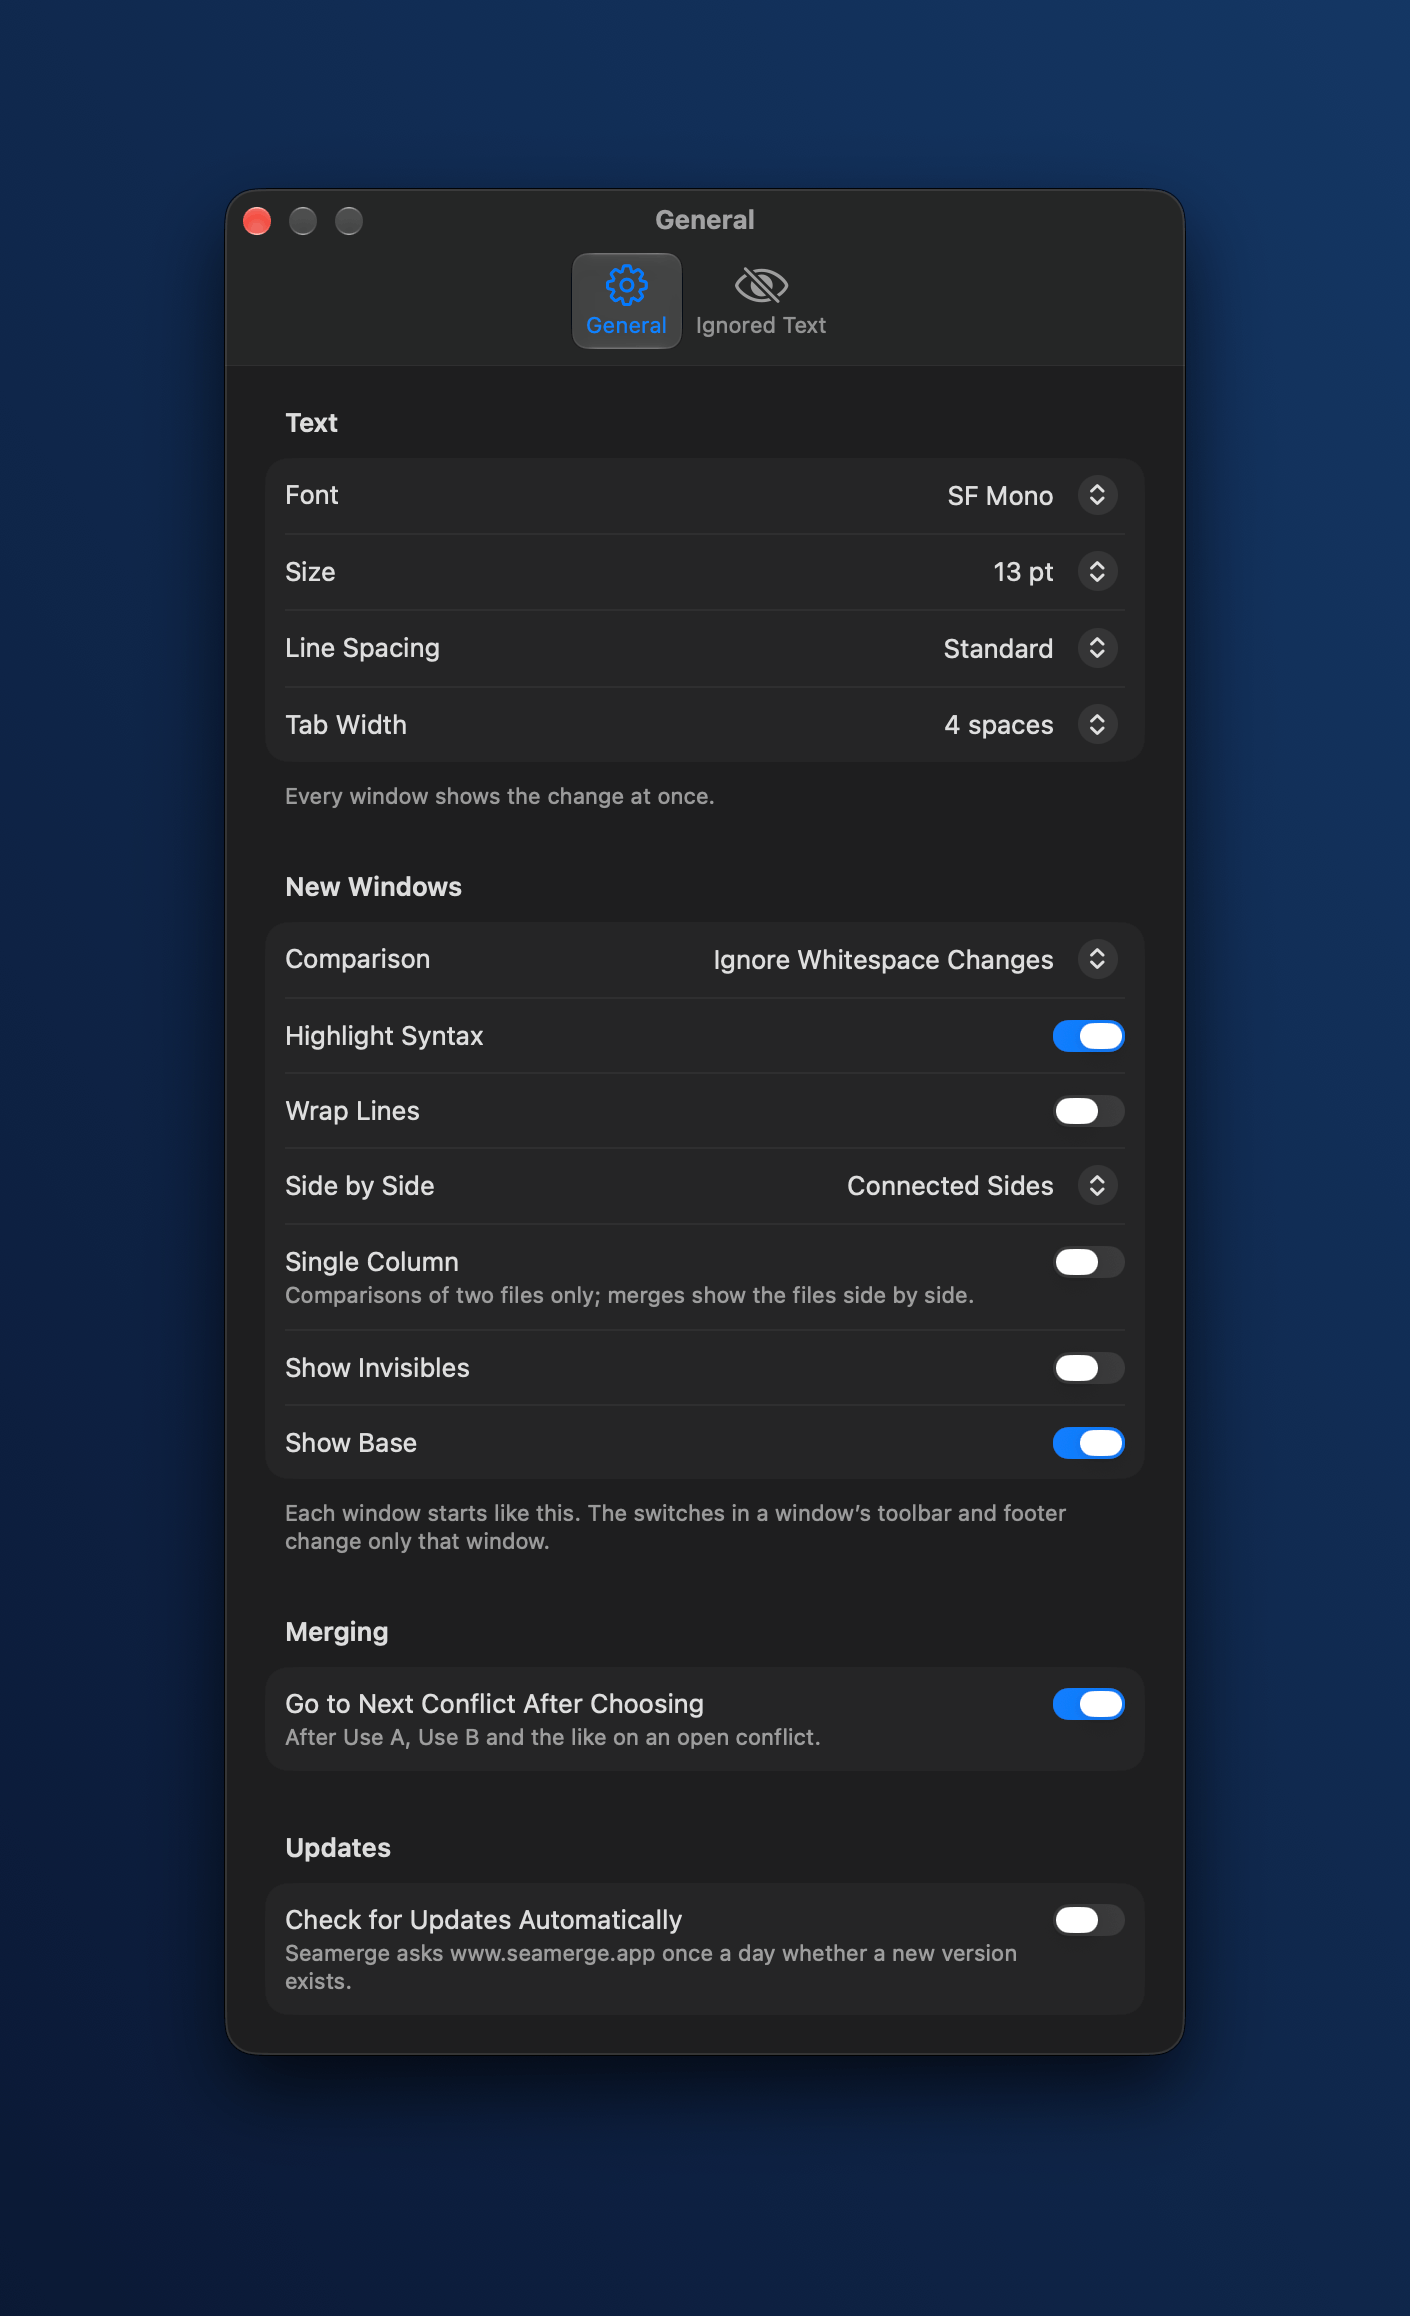 General
General
Ignored Text
Text
Font
SF Mono
Size
13 pt
Line Spacing
Standard
Tab Width
4 spaces
Every window shows the change at once.
New Windows
Comparison
Ignore Whitespace Changes
Highlight Syntax
Wrap Lines
Side by Side
Connected Sides
Single Column
Comparisons of two files only; merges show the files side by side.
Show Invisibles
Show Base
Each window starts like this. The switches in a window’s toolbar and footer
change only that window.
Merging
Go to Next Conflict After Choosing
After Use A, Use B and the like on an open conflict.
Updates
Check for Updates Automatically
Seamerge asks www.seamerge.app once a day whether a new version
exists.